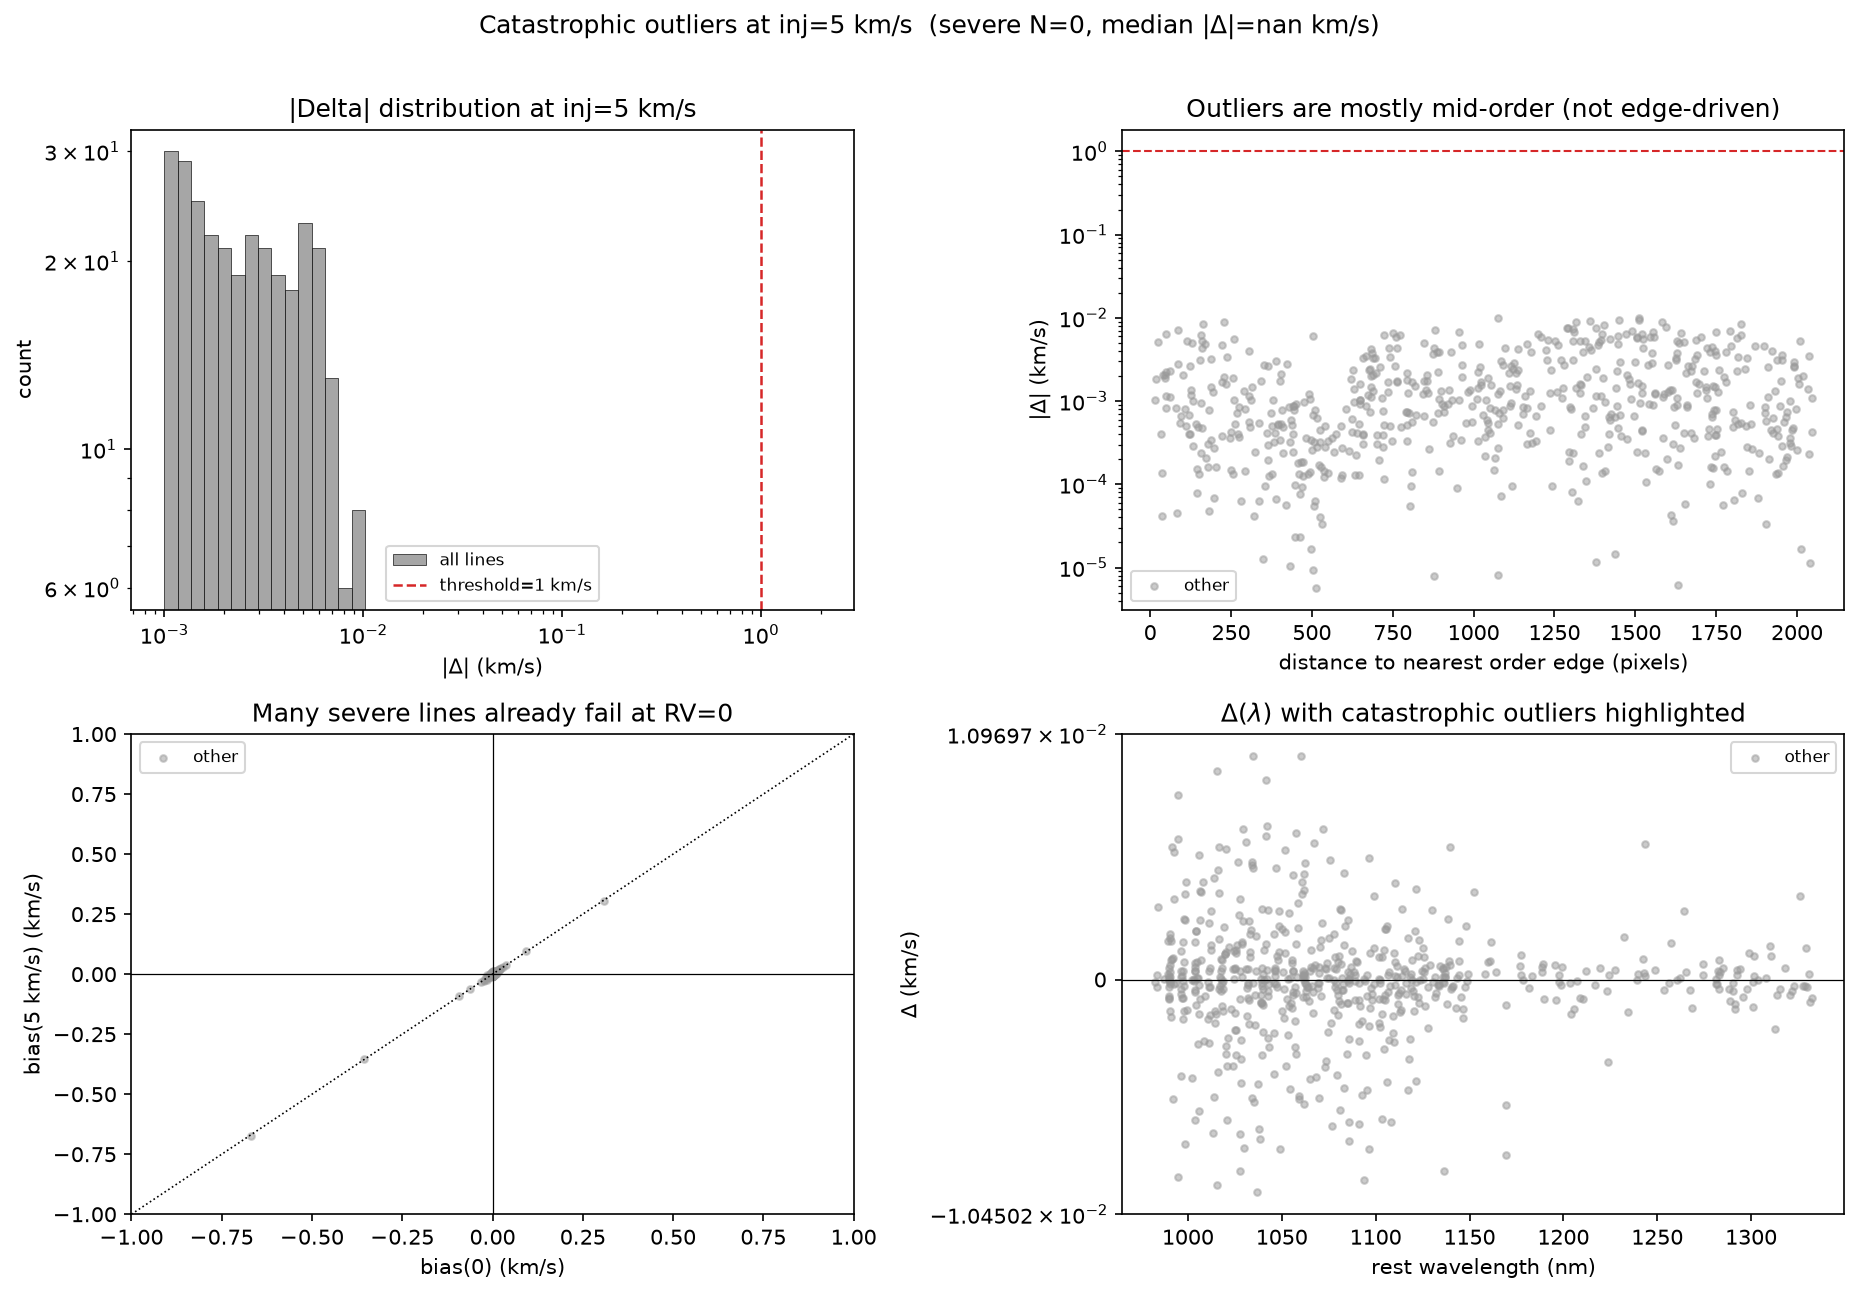 Catastrophic outliers at inj=5 km/s  (severe N=0, median |Δ|=nan km/s)
|Delta| distribution at inj=5 km/s
3 × 10¹
2 × 10¹
10¹
6 × 10⁰
count
all lines
threshold=1 km/s
10⁻³ 10⁻² 10⁻¹ 10⁰
|Δ| (km/s)
Outliers are mostly mid-order (not edge-driven)
10⁰
10⁻¹
10⁻²
10⁻³
10⁻⁴
10⁻⁵
|Δ| (km/s)
other
0 250 500 750 1000 1250 1500 1750 2000
distance to nearest order edge (pixels)
Many severe lines already fail at RV=0
other
1.00
0.75
0.50
0.25
0.00
−0.25
−0.50
−0.75
−1.00
bias(5 km/s) (km/s)
−1.00 −0.75 −0.50 −0.25 0.00 0.25 0.50 0.75 1.00
bias(0) (km/s)
Δ(λ) with catastrophic outliers highlighted
other
1.09697 × 10⁻²
0
−1.04502 × 10⁻²
Δ (km/s)
1000 1050 1100 1150 1200 1250 1300
rest wavelength (nm)